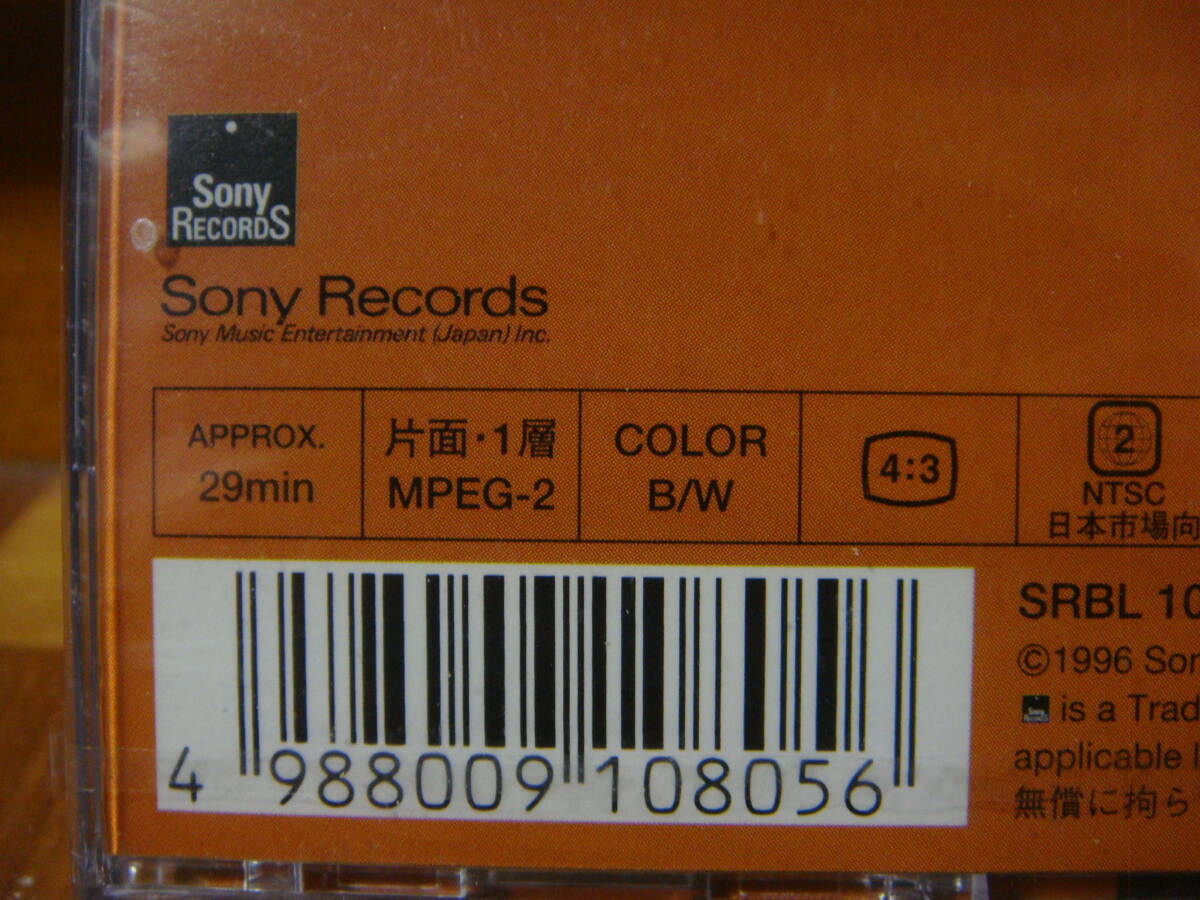 Sony
RECORDS
Sony Records
Sony Music Entertainment (Japan) Inc.
APPROX.
29min
片面・1層
MPEG-2
COLOR
B/W
4:3
2
NTSC
日本市場向
4 988009 108056
SRBL 10
©1996 Son
is a Trad
applicable l
無償に拘ら